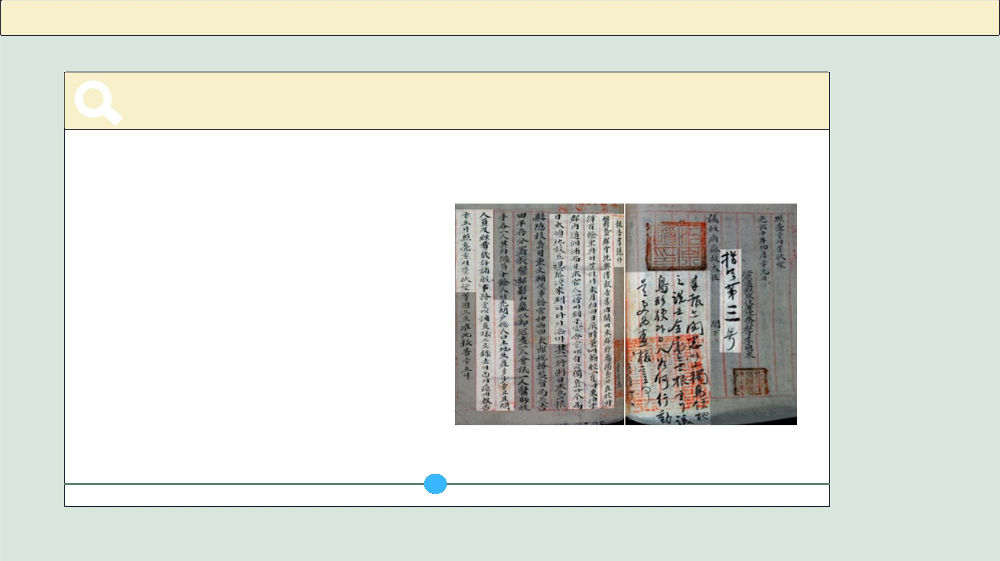 照亮하시믈伏望
光武十年四月二十九日
江原道觀察使署理春川郡守李明來
議政府參政大臣 閣下
指令第三号
來報と閱悉이고獨島領地
之說은全屬無根하나該
島形便과日人如何行動
을更爲查報할事
報告書號外
鬱島郡守沈興澤報告書內開에本郡所屬獨島가在於外
洋百餘里外이살더니本月初四日辰時量에輪船一隻이來泊于
郡內道洞浦而日本官人一行이到于官舍하야自云獨島가今爲
日本領地故로視察次來到이다이온바其一行則日本島根
縣隱技島司東文輔及事務官神西田太郞稅務監督局長吉
田平吾分署長警部影山巖八郞巡查一人會議一人醫師技
手各一人其外隨員十餘人이先問戶總人口土地生產多少하고且問
人員及經費幾許諸般事務을以調査樣으로錄去이옵기玆에報告
하오니照亮하시믈伏望等因으로准此報告하오니